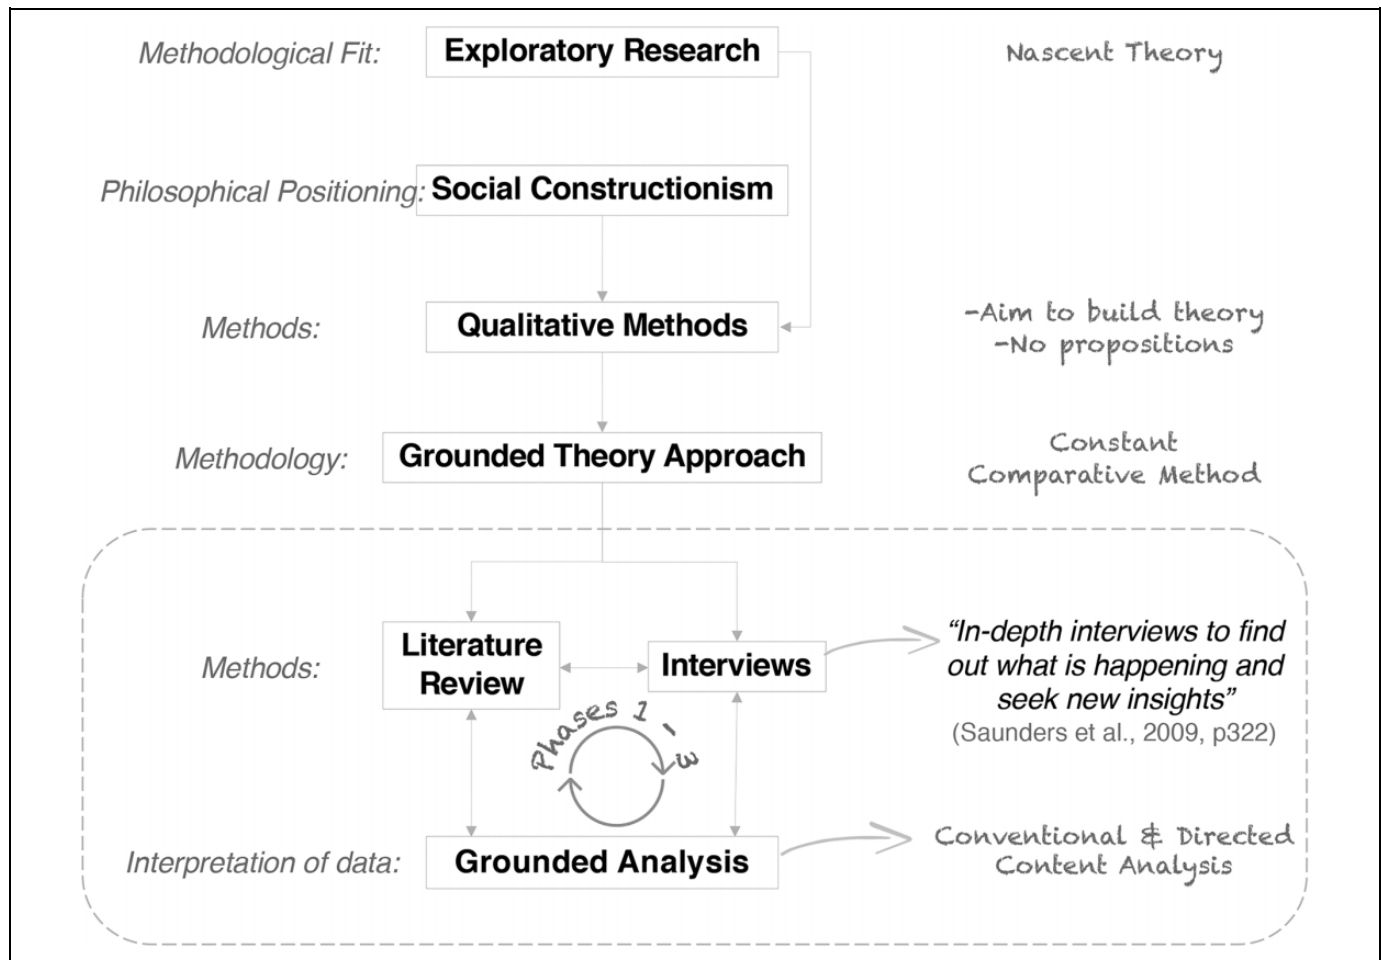 Methodological Fit:
Exploratory Research
Nascent Theory
Philosophical Positioning:
Social Constructionism
Methods:
Qualitative Methods
-Aim to build theory
-No propositions
Methodology:
Grounded Theory Approach
Constant
Comparative Method
Methods:
Literature
Review
Interviews
“In-depth interviews to find
out what is happening and
seek new insights”
(Saunders et al., 2009, p322)
Phases 1 - 3
Interpretation of data:
Grounded Analysis
Conventional & Directed
Content Analysis